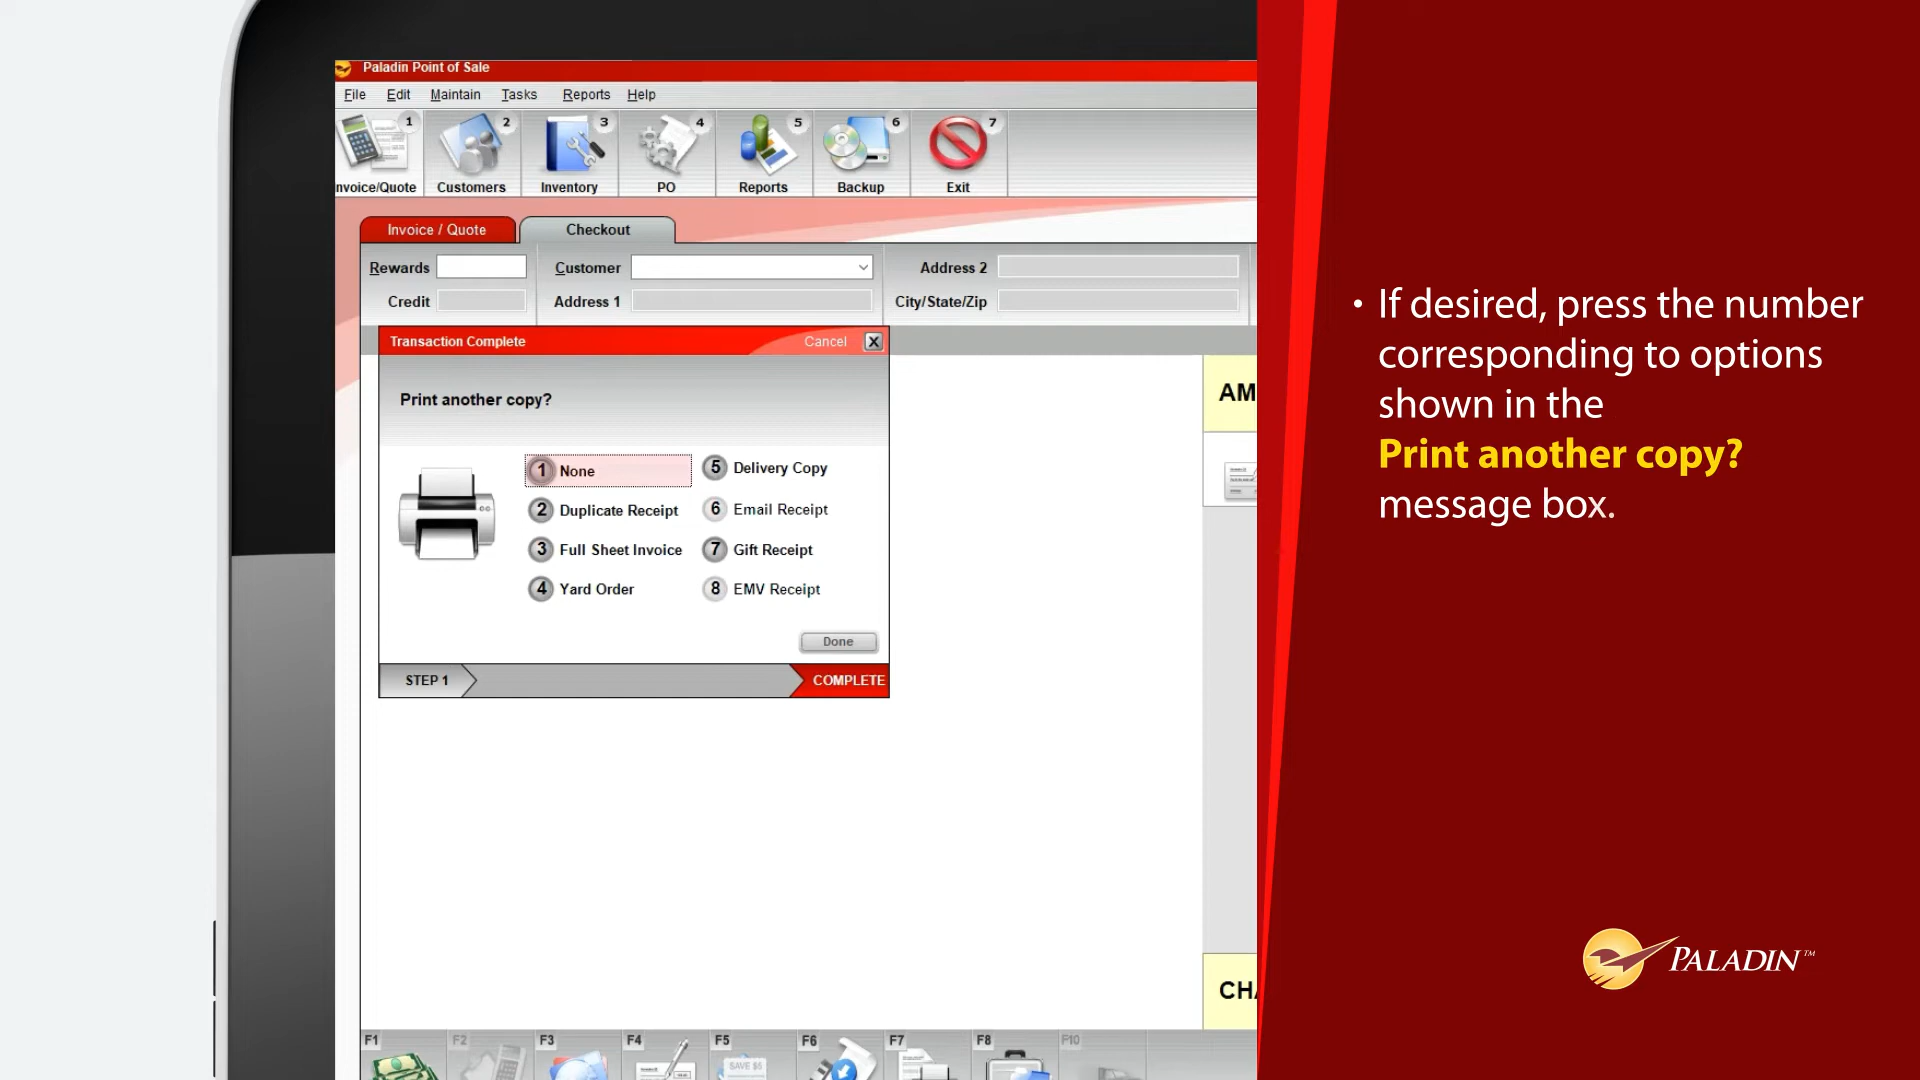 Paladin Point of Sale
File Edit Maintain Tasks Reports Help
1 2 3 4 5 6 7
nvoice/Quote Customers Inventory PO Reports Backup Exit
Invoice / Quote Checkout
Rewards Customer Address 2
Credit Address 1 City/State/Zip
Transaction Complete Cancel X
AM
Print another copy?
1 None 5 Delivery Copy
2 Duplicate Receipt 6 Email Receipt
3 Full Sheet Invoice 7 Gift Receipt
4 Yard Order 8 EMV Receipt
Done
STEP 1 COMPLETE
CHA
F1 F2 F3 F4 F5 F6 F7 F8 F10
SAVE $5
• If desired, press the number
corresponding to options
shown in the
Print another copy?
message box.
PALADIN™